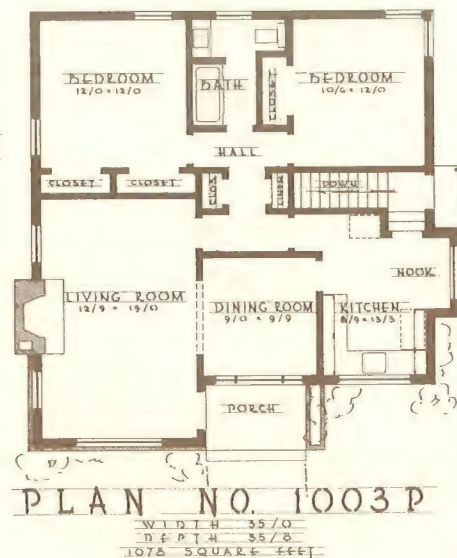 BEDROOM
12/0 × 12/0
BATH
CLOSET
BEDROOM
10/6 × 12/0
HALL
CLOSET
CLOSET
CLOS.
LINEN
DOWN
LIVING ROOM
12/9 × 19/0
DINING ROOM
9/0 × 9/9
KITCHEN
8/9 × 13/3
NOOK
PORCH
PLAN NO. 1003P
WIDTH 35/0
DEPTH 35/8
1078 SQUARE FEET